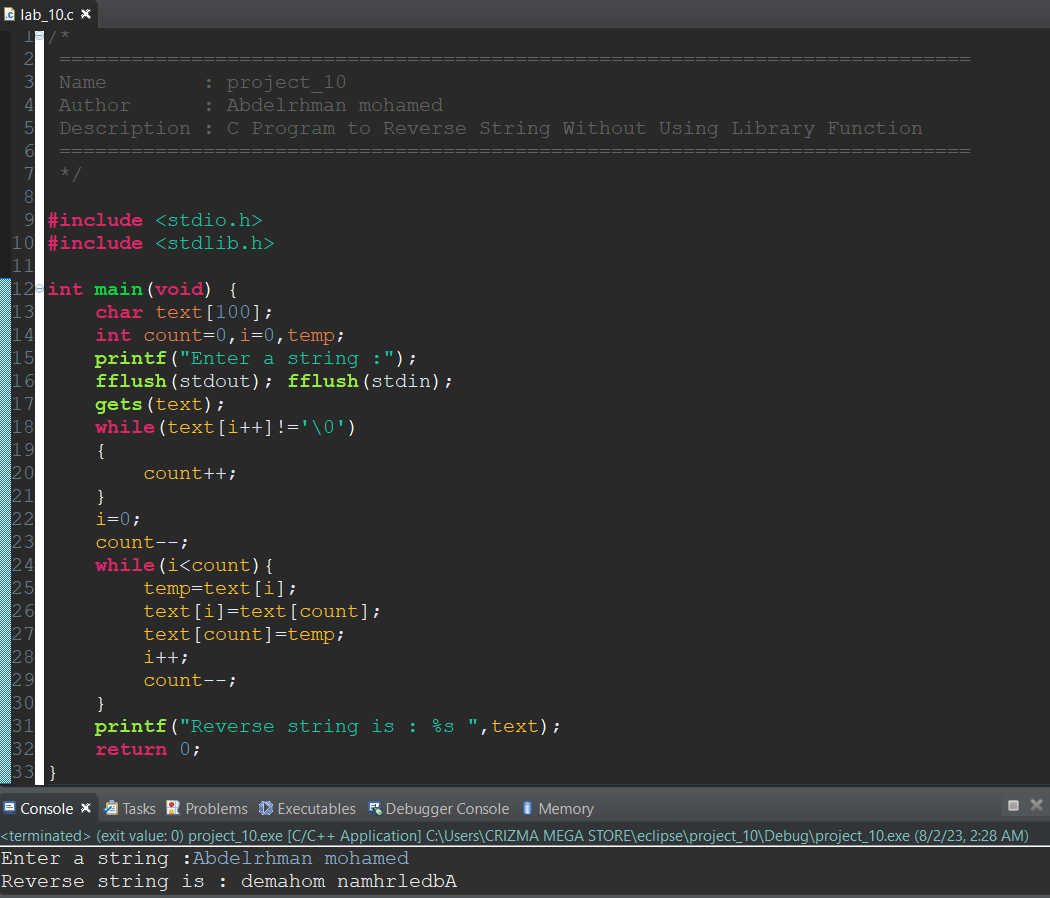 lab_10.c
1 /*
2 ============================================================================
3 Name        : project_10
4 Author      : Abdelrhman mohamed
5 Description : C Program to Reverse String Without Using Library Function
6 ============================================================================
7 */
8
9 #include <stdio.h>
10 #include <stdlib.h>
11
12 int main(void) {
13     char text[100];
14     int count=0,i=0,temp;
15     printf("Enter a string :");
16     fflush(stdout); fflush(stdin);
17     gets(text);
18     while(text[i++]!='\0')
19     {
20         count++;
21     }
22     i=0;
23     count--;
24     while(i<count){
25         temp=text[i];
26         text[i]=text[count];
27         text[count]=temp;
28         i++;
29         count--;
30     }
31     printf("Reverse string is : %s ",text);
32     return 0;
33 }
Console Tasks Problems Executables Debugger Console Memory
<terminated> (exit value: 0) project_10.exe [C/C++ Application] C:\Users\CRIZMA MEGA STORE\eclipse\project_10\Debug\project_10.exe (8/2/23, 2:28 AM)
Enter a string :Abdelrhman mohamed
Reverse string is : demahom namhrledbA